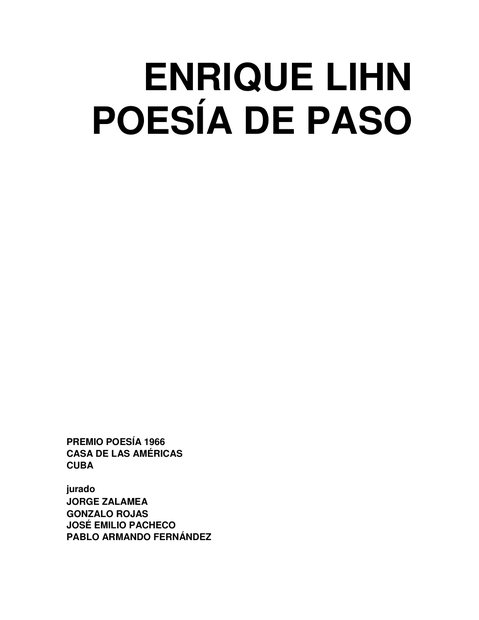 ENRIQUE LIHN
POESÍA DE PASO
PREMIO POESÍA 1966
CASA DE LAS AMÉRICAS
CUBA
jurado
JORGE ZALAMEA
GONZALO ROJAS
JOSÉ EMILIO PACHECO
PABLO ARMANDO FERNÁNDEZ